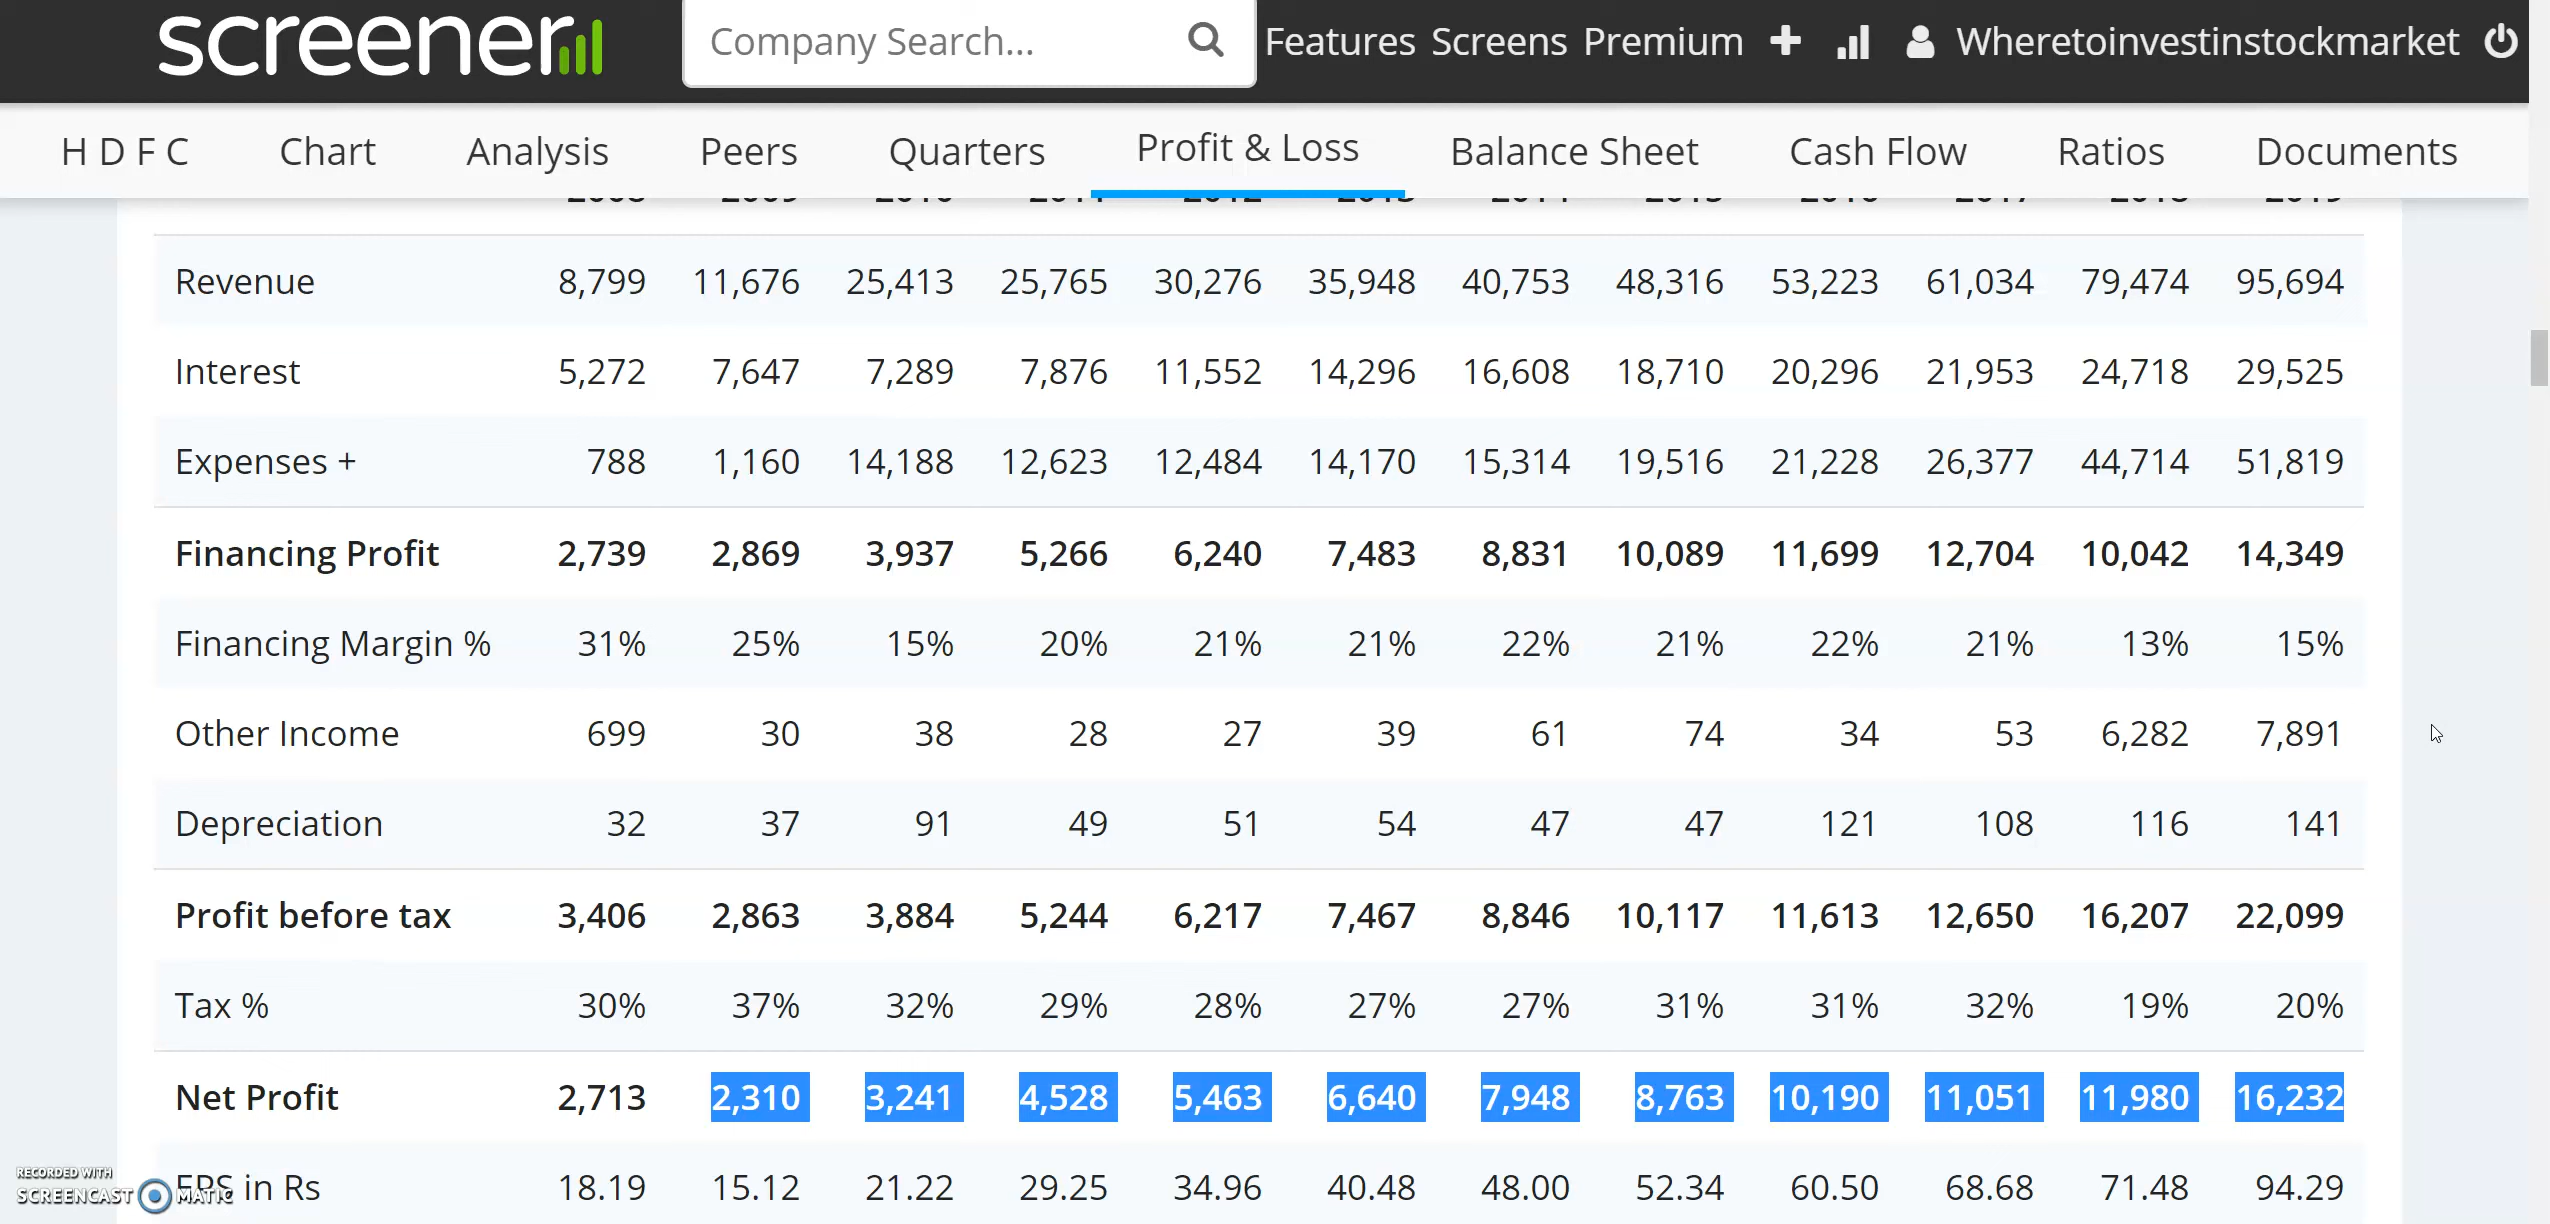 screener
Company Search...
Features Screens Premium Wheretoinvestinstockmarket
H D F C Chart Analysis Peers Quarters Profit & Loss Balance Sheet Cash Flow Ratios Documents
Revenue 8,799 11,676 25,413 25,765 30,276 35,948 40,753 48,316 53,223 61,034 79,474 95,694
Interest 5,272 7,647 7,289 7,876 11,552 14,296 16,608 18,710 20,296 21,953 24,718 29,525
Expenses + 788 1,160 14,188 12,623 12,484 14,170 15,314 19,516 21,228 26,377 44,714 51,819
Financing Profit 2,739 2,869 3,937 5,266 6,240 7,483 8,831 10,089 11,699 12,704 10,042 14,349
Financing Margin % 31% 25% 15% 20% 21% 21% 22% 21% 22% 21% 13% 15%
Other Income 699 30 38 28 27 39 61 74 34 53 6,282 7,891
Depreciation 32 37 91 49 51 54 47 47 121 108 116 141
Profit before tax 3,406 2,863 3,884 5,244 6,217 7,467 8,846 10,117 11,613 12,650 16,207 22,099
Tax % 30% 37% 32% 29% 28% 27% 27% 31% 31% 32% 19% 20%
Net Profit 2,713 2,310 3,241 4,528 5,463 6,640 7,948 8,763 10,190 11,051 11,980 16,232
EPS in Rs 18.19 15.12 21.22 29.25 34.96 40.48 48.00 52.34 60.50 68.68 71.48 94.29
RECORDED WITH
SCREENCAST MATIC